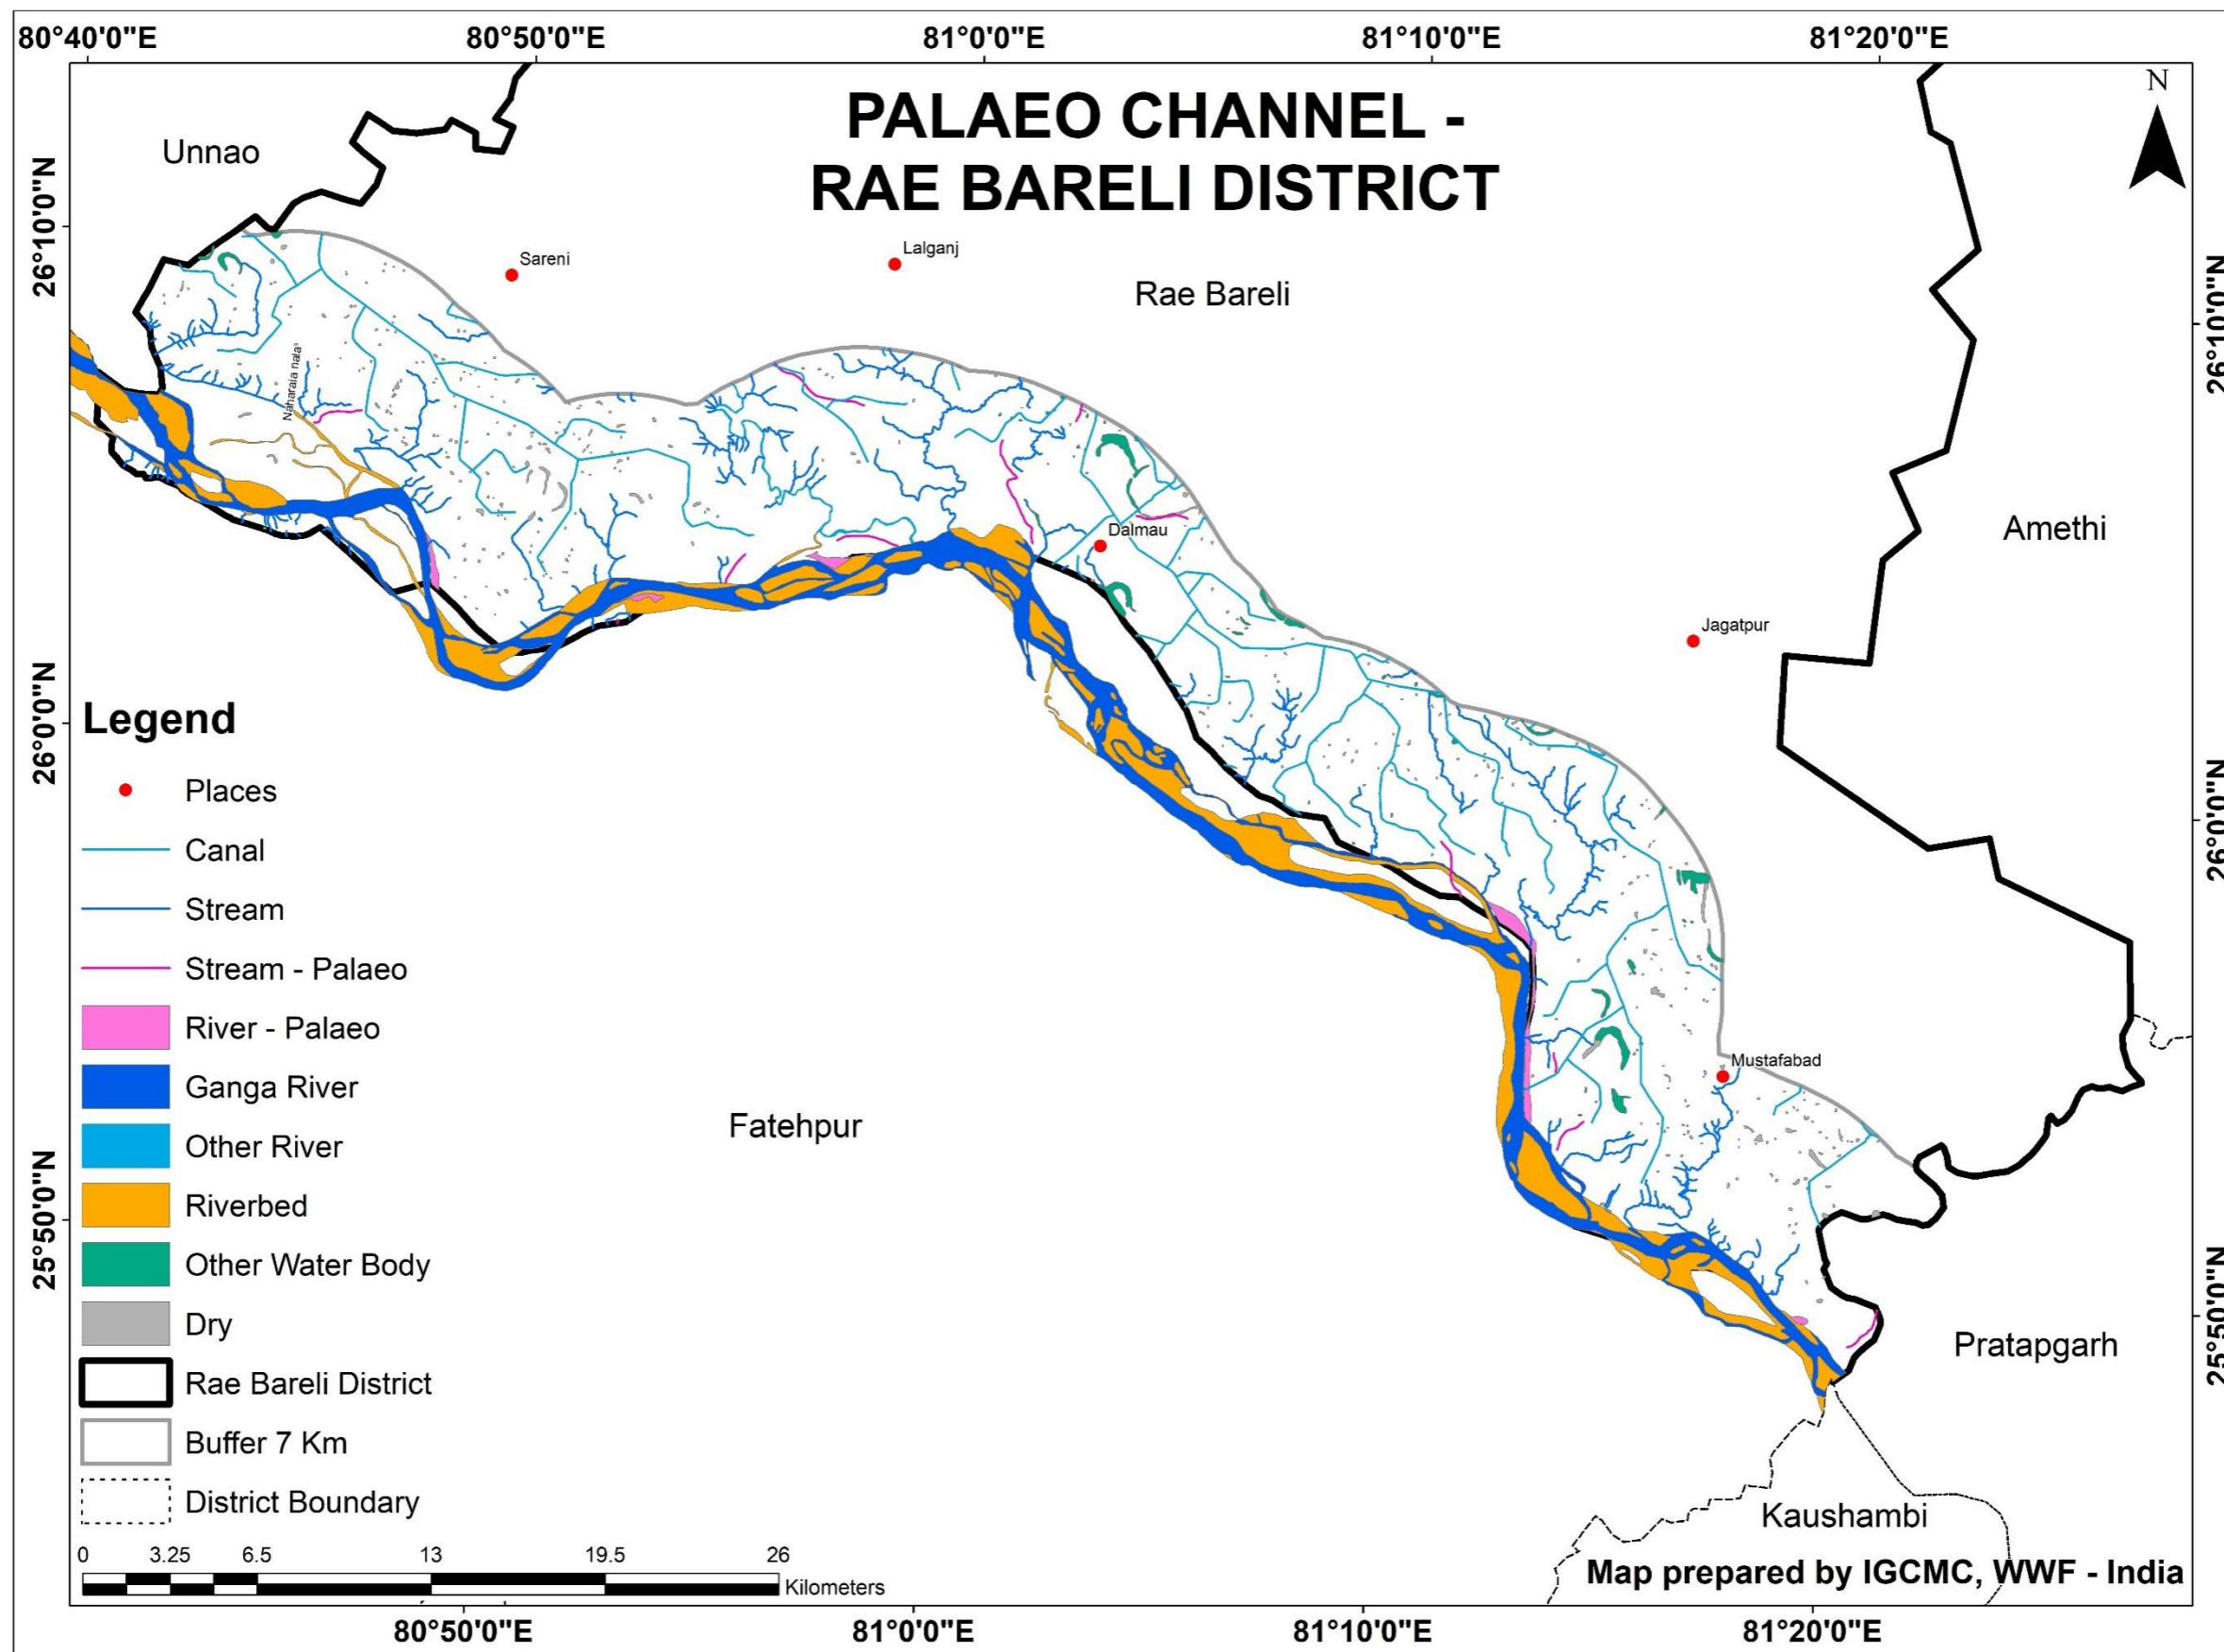 80°40'0"E 80°50'0"E 81°0'0"E 81°10'0"E 81°20'0"E
N
PALAEO CHANNEL -
RAE BARELI DISTRICT
Unnao
26°10'0"N
Sareni
Lalganj
Rae Bareli
26°10'0"N
Naharaia nala
Amethi
Dalmau
Jagatpur
26°0'0"N
26°0'0"N
Legend
Places
Canal
Stream
Stream - Palaeo
River - Palaeo
Ganga River
Other River
Riverbed
Other Water Body
Dry
Rae Bareli District
Buffer 7 Km
District Boundary
Mustafabad
Fatehpur
25°50'0"N
25°50'0"N
Pratapgarh
Kaushambi
0 3.25 6.5 13 19.5 26
Kilometers
Map prepared by IGCMC, WWF - India
80°50'0"E 81°0'0"E 81°10'0"E 81°20'0"E